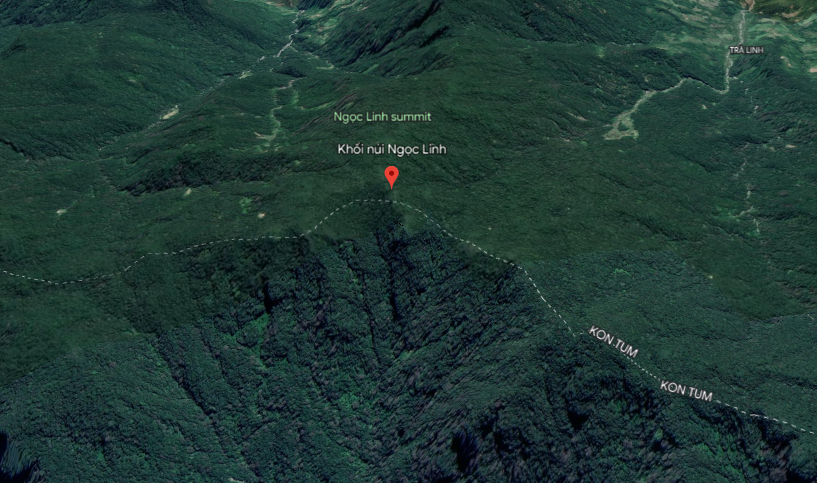 TRÀ LINH
Ngọc Linh summit
Khối núi Ngọc Linh
KON TUM
KON TUM